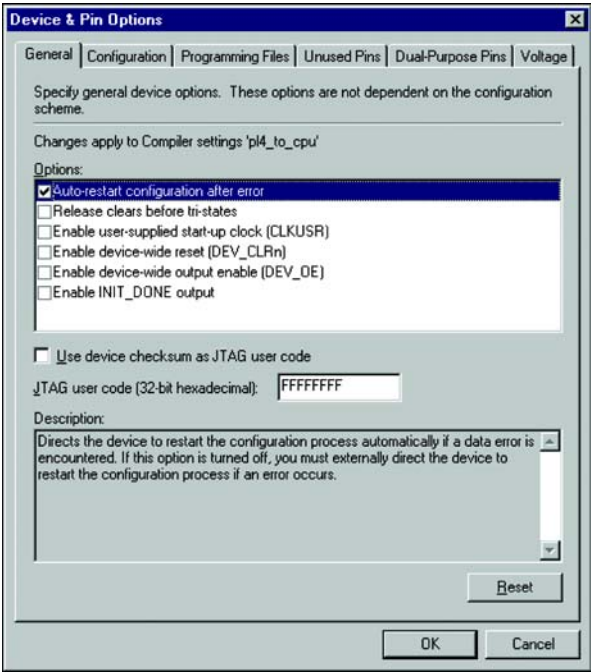 Device & Pin Options
General Configuration Programming Files Unused Pins Dual-Purpose Pins Voltage
Specify general device options. These options are not dependent on the configuration
scheme.
Changes apply to Compiler settings 'pl4_to_cpu'
Options:
Auto-restart configuration after error
Release clears before tri-states
Enable user-supplied start-up clock (CLKUSR)
Enable device-wide reset (DEV_CLRn)
Enable device-wide output enable (DEV_OE)
Enable INIT_DONE output
Use device checksum as JTAG user code
JTAG user code (32-bit hexadecimal): FFFFFFFF
Description:
Directs the device to restart the configuration process automatically if a data error is
encountered. If this option is turned off, you must externally direct the device to
restart the configuration process if an error occurs.
Reset
OK Cancel